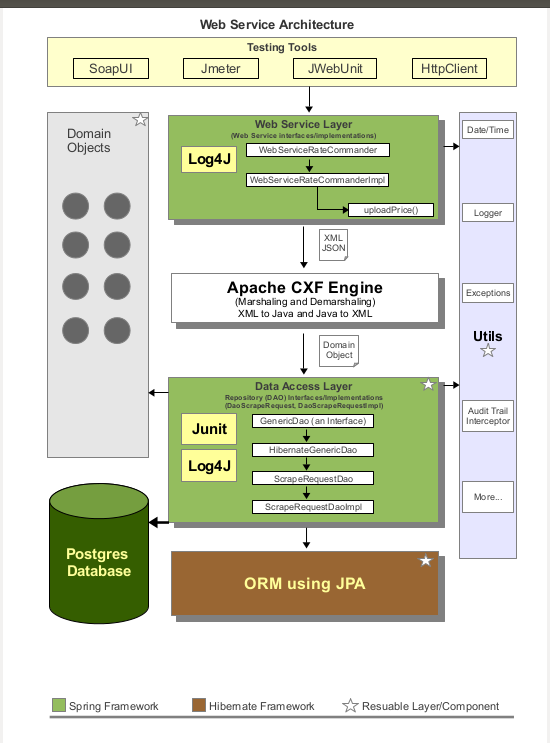 Web Service Architecture
Testing Tools
SoapUI
Jmeter
JWebUnit
HttpClient
Domain
Objects
Web Service Layer
(Web Service interfaces/implementations)
Log4J
WebServiceRateCommander
WebServiceRateCommanderImpl
uploadPrice()
Date/Time
Logger
Exceptions
Utils
Audit Trail
Interceptor
More...
XML
JSON
Apache CXF Engine
(Marshaling and Demarshaling)
XML to Java and Java to XML
Domain
Object
Data Access Layer
Repository (DAO) Interfaces/Implementations
(DaoScrapeRequest, DaoScrapeRequestImpl)
Junit
Log4J
GenericDao (an Interface)
HibernateGenericDao
ScrapeRequestDao
ScrapeRequestDaoImpl
Postgres
Database
ORM using JPA
Spring Framework
Hibernate Framework
Resuable Layer/Component